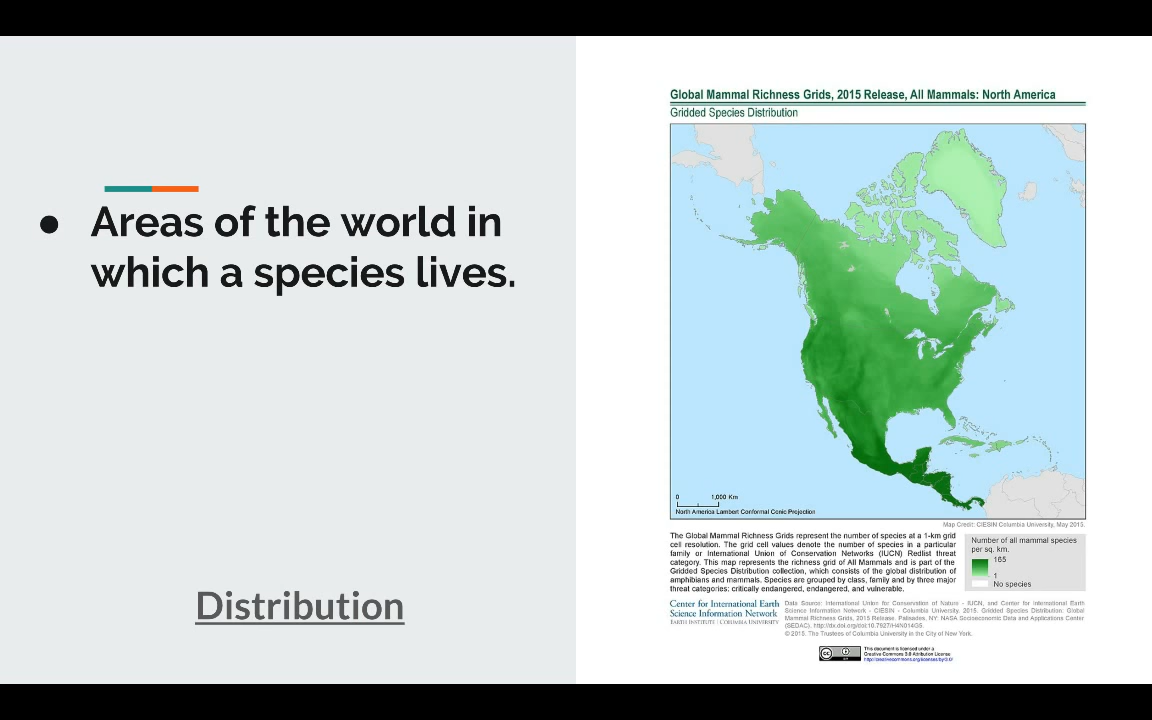 ● Areas of the world in
which a species lives.
Distribution
Global Mammal Richness Grids, 2015 Release, All Mammals: North America
Gridded Species Distribution
0 1,000 Km
North America Lambert Conformal Conic Projection
Map Credit: CIESIN Columbia University, May 2015.
The Global Mammal Richness Grids represent the number of species at a 1-km grid
cell resolution. The grid cell values denote the number of species in a particular
family or International Union of Conservation Networks (IUCN) Redlist threat
category. This map represents the richness grid of All Mammals and is part of the
Gridded Species Distribution collection, which consists of the global distribution of
amphibians and mammals. Species are grouped by class, family and by three major
threat categories: critically endangered, endangered, and vulnerable.
Number of all mammal species
per sq. km.
165
1
No species
Center for International Earth
Science Information Network
EARTH INSTITUTE | COLUMBIA UNIVERSITY
Data Source: International Union for Conservation of Nature - IUCN, and Center for International Earth
Science Information Network - CIESIN - Columbia University. 2015. Gridded Species Distribution: Global
Mammal Richness Grids, 2015 Release. Palisades, NY: NASA Socioeconomic Data and Applications Center
(SEDAC). http://dx.doi.org/doi:10.7927/H4N014G5.
© 2015. The Trustees of Columbia University in the City of New York.
This document is licensed under a
Creative Commons 3.0 Attribution License
http://creativecommons.org/licenses/by/3.0/